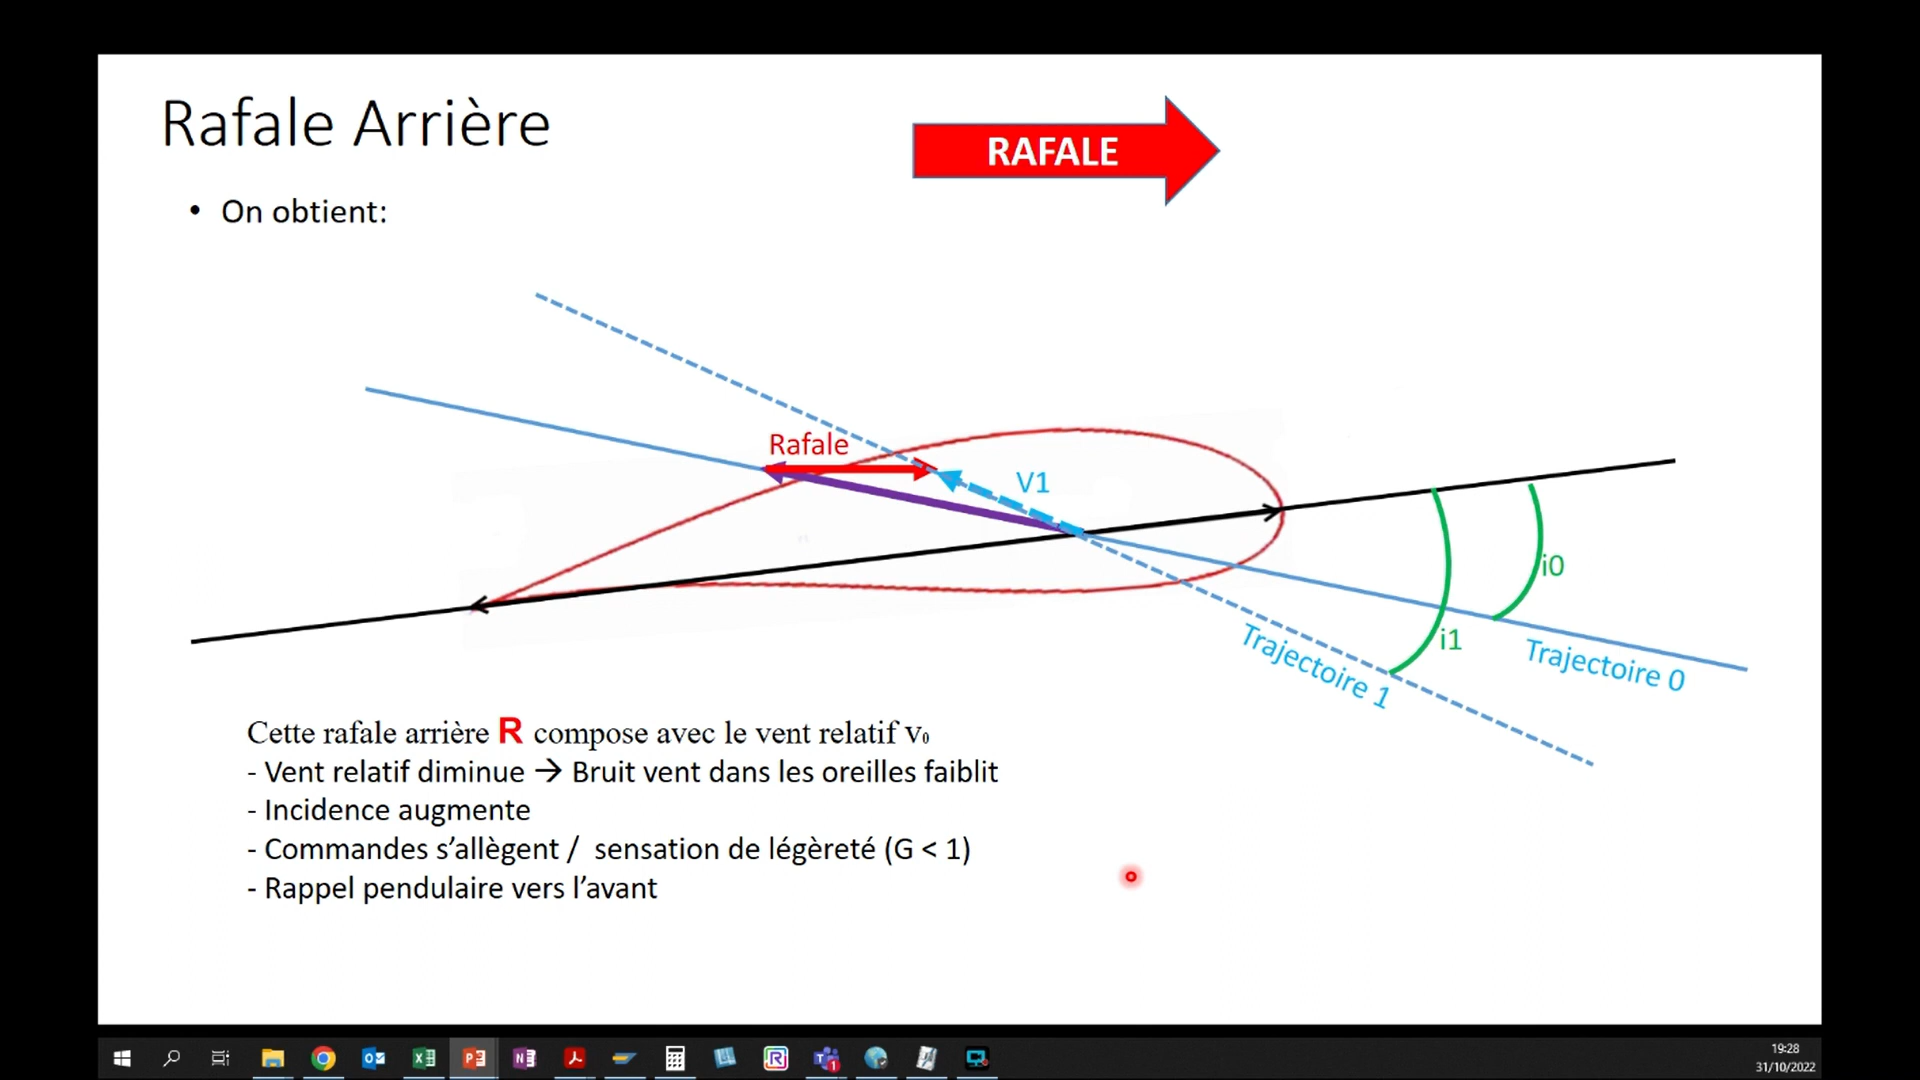 Rafale Arrière
RAFALE
• On obtient:
Rafale
V1
i0
i1
Trajectoire 1
Trajectoire 0
Cette rafale arrière R compose avec le vent relatif v₀
- Vent relatif diminue → Bruit vent dans les oreilles faiblit
- Incidence augmente
- Commandes s’allègent / sensation de légèreté (G < 1)
- Rappel pendulaire vers l’avant
19:28
31/10/2022